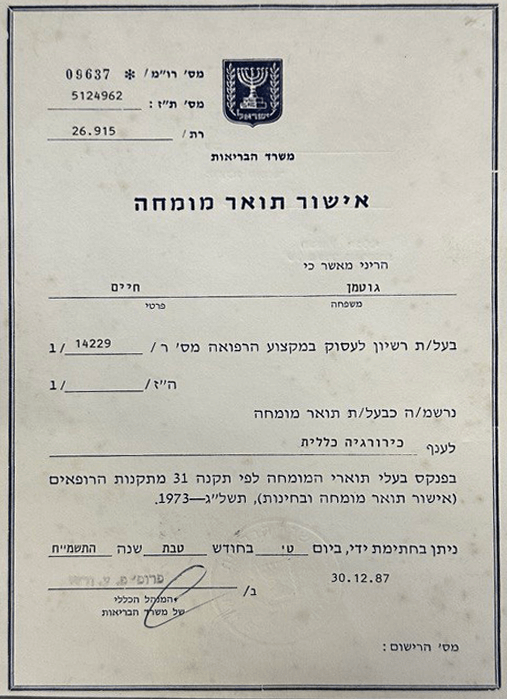 מס' רו"מ/ * 09637
מס' ת"ז: 5124962
רת/ 26.915
ישראל
משרד הבריאות
אישור תואר מומחה
הריני מאשר כי
גוטמן חיים
משפחה פרטי
בעל/ת רשיון לעסוק במקצוע הרפואה מס' ר/ 14229 /1
ה"ז/ /1
נרשמ/ה כבעל/ת תואר מומחה
לענף כירורגיה כללית
בפנקס בעלי תוארי המומחה לפי תקנה 31 מתקנות הרופאים
(אישור תואר מומחה ובחינות), תשל"ג—1973.
ניתן בחתימת ידי, ביום ט' בחודש טבת שנה התשמ"ח
30.12.87
ב/ פרופ'
המנהל הכללי
של משרד הבריאות
מס' הרישום: